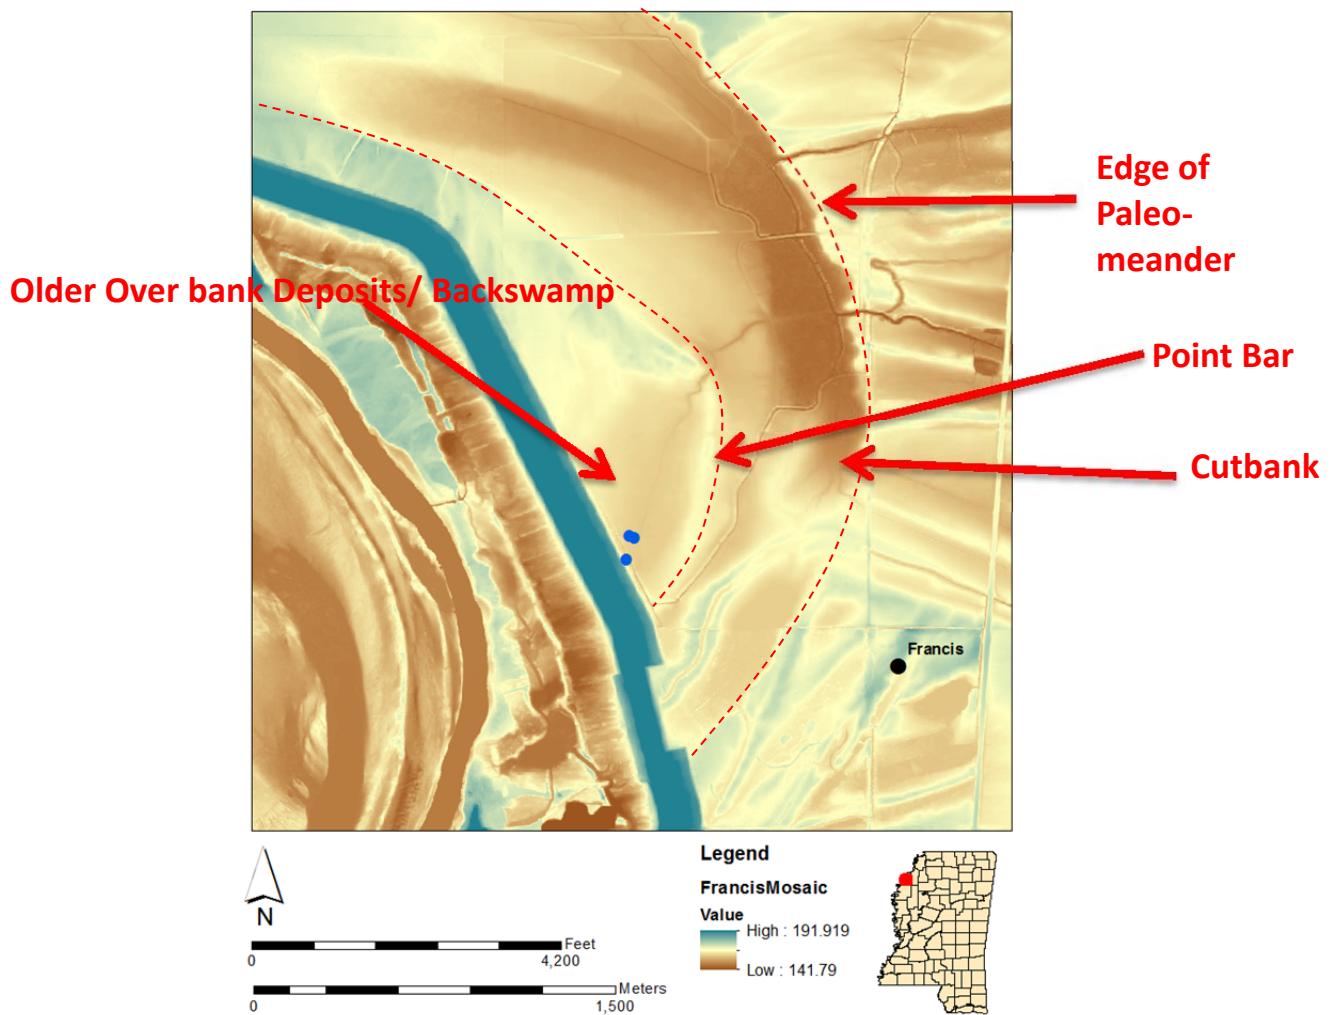 Edge of
Paleo-
meander
Older Over bank Deposits/ Backswamp
Point Bar
Cutbank
Francis
N
Feet
0
4,200
Meters
0
1,500
Legend
FrancisMosaic
Value
High : 191.919
Low : 141.79